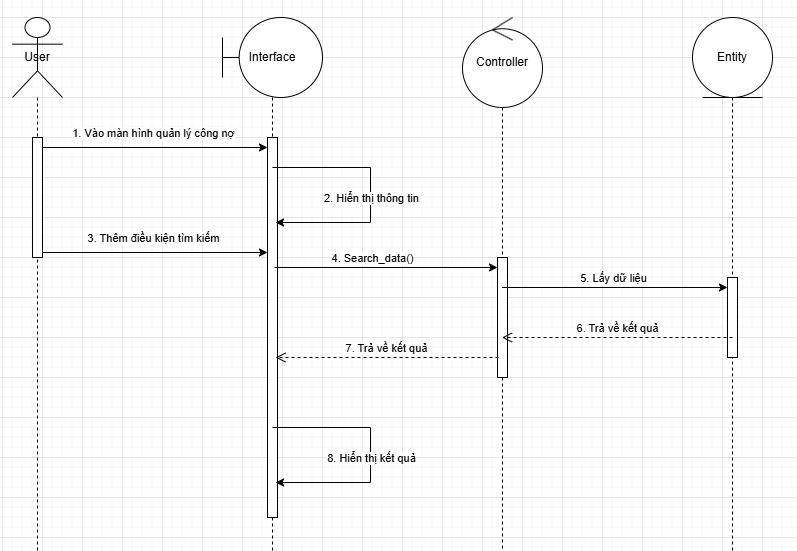 User
Interface
Controller
Entity
1. Vào màn hình quản lý công nợ
2. Hiển thị thông tin
3. Thêm điều kiện tìm kiếm
4. Search_data()
5. Lấy dữ liệu
6. Trả về kết quả
7. Trả về kết quả
8. Hiển thị kết quả